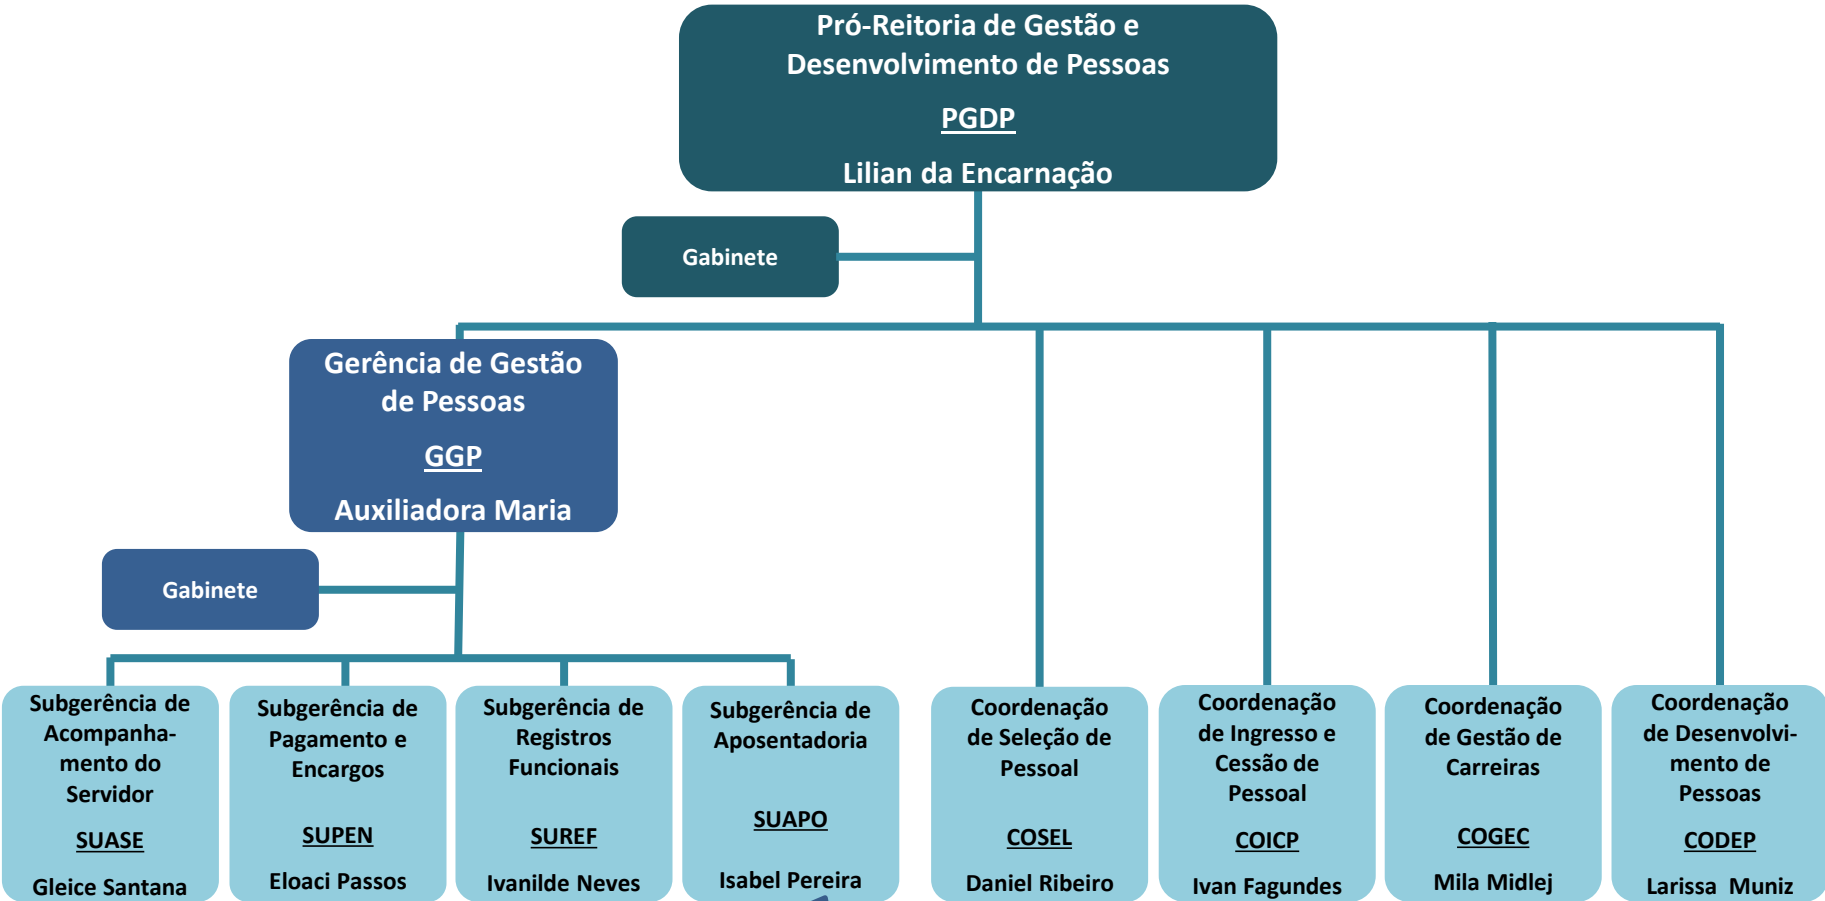 Pró-Reitoria de Gestão e
Desenvolvimento de Pessoas
PGDP
Lilian da Encarnação
Gabinete
Gerência de Gestão
de Pessoas
GGP
Auxiliadora Maria
Gabinete
Subgerência de
Acompanha-
mento do
Servidor
SUASE
Gleice Santana
Subgerência de
Pagamento e
Encargos
SUPEN
Eloaci Passos
Subgerência de
Registros
Funcionais
SUREF
Ivanilde Neves
Subgerência de
Aposentadoria
SUAPO
Isabel Pereira
Coordenação
de Seleção de
Pessoal
COSEL
Daniel Ribeiro
Coordenação
de Ingresso e
Cessão de
Pessoal
COICP
Ivan Fagundes
Coordenação
de Gestão de
Carreiras
COGEC
Mila Midlej
Coordenação
de Desenvolvi-
mento de
Pessoas
CODEP
Larissa Muniz